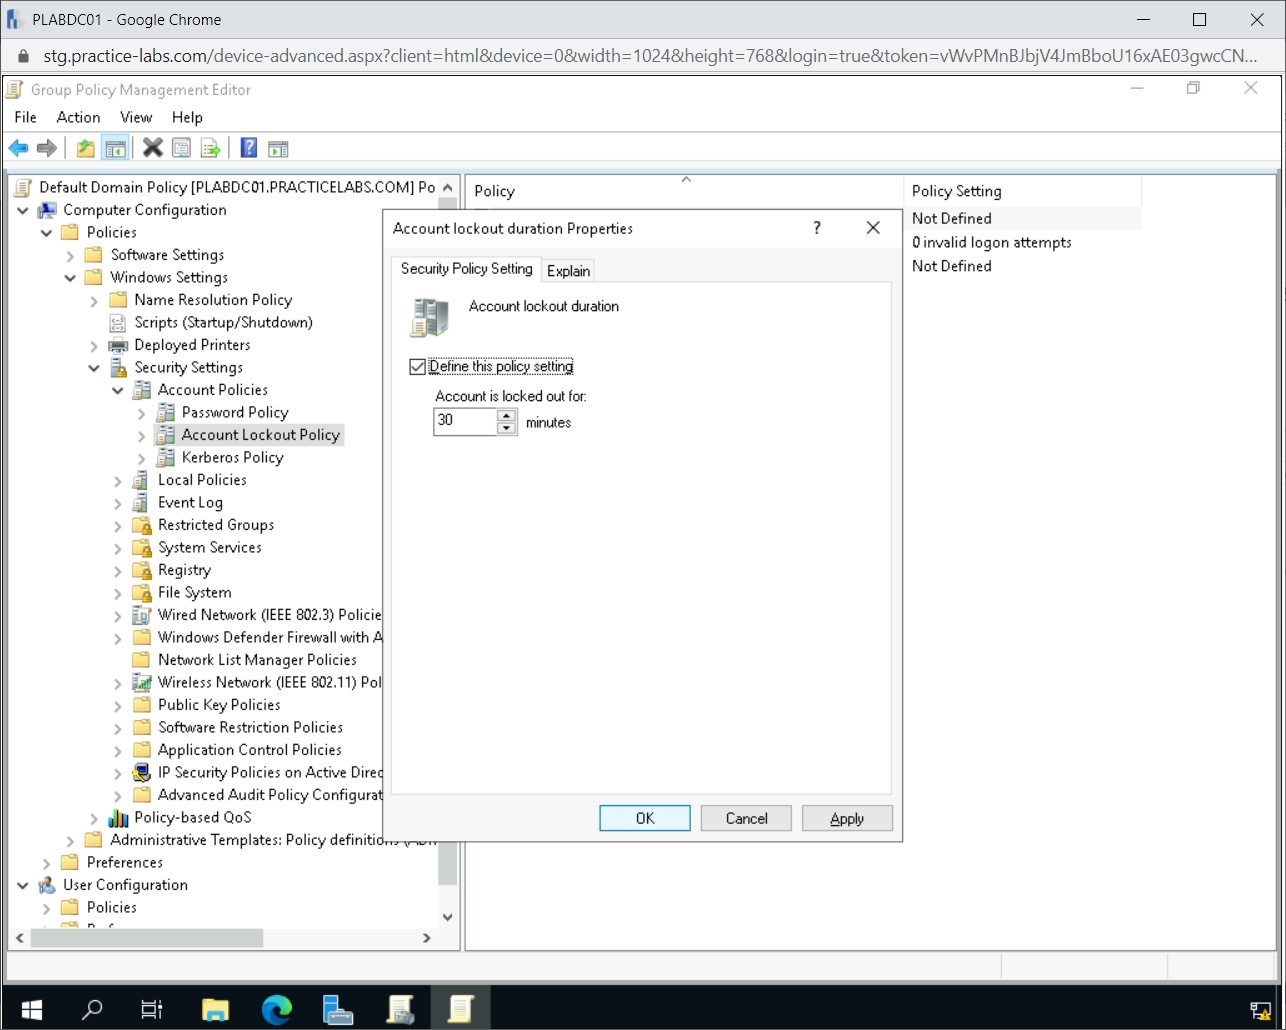 PLABDC01 - Google Chrome
stg.practice-labs.com/device-advanced.aspx?client=html&device=0&width=1024&height=768&login=true&token=vWvPMnBJbjV4JmBboU16xAE03gwcCN...
Group Policy Management Editor
File Action View Help
Default Domain Policy [PLABDC01.PRACTICELABS.COM] Po
Computer Configuration
Policies
Software Settings
Windows Settings
Name Resolution Policy
Scripts (Startup/Shutdown)
Deployed Printers
Security Settings
Account Policies
Password Policy
Account Lockout Policy
Kerberos Policy
Local Policies
Event Log
Restricted Groups
System Services
Registry
File System
Wired Network (IEEE 802.3) Policie
Windows Defender Firewall with A
Network List Manager Policies
Wireless Network (IEEE 802.11) Pol
Public Key Policies
Software Restriction Policies
Application Control Policies
IP Security Policies on Active Direc
Advanced Audit Policy Configurat
Policy-based QoS
Administrative Templates: Policy definitions (ADM
Preferences
User Configuration
Policies
Policy
Policy Setting
Not Defined
0 invalid logon attempts
Not Defined
Account lockout duration Properties
?
Security Policy Setting
Explain
Account lockout duration
Define this policy setting
Account is locked out for:
30 minutes
OK Cancel Apply